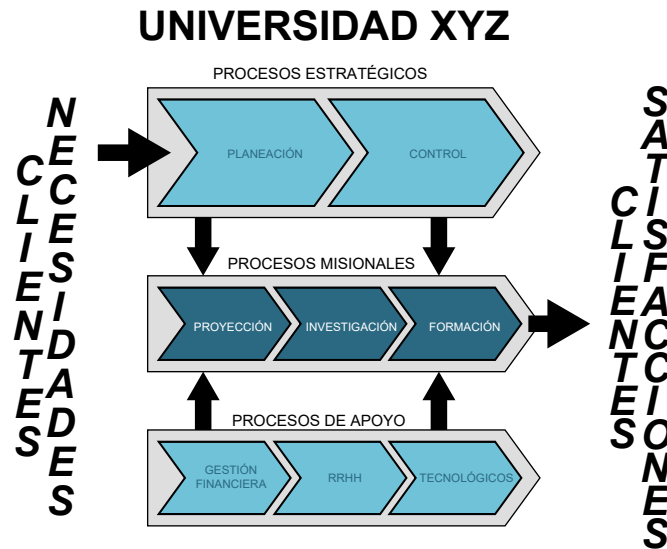 UNIVERSIDAD XYZ
PROCESOS ESTRATÉGICOS
PLANEACIÓN
CONTROL
CLIENTES
NECESIDADES
PROCESOS MISIONALES
PROYECCIÓN
INVESTIGACIÓN
FORMACIÓN
PROCESOS DE APOYO
GESTIÓN
FINANCIERA
RRHH
TECNOLÓGICOS
CLIENTES
SATISFACCIONES